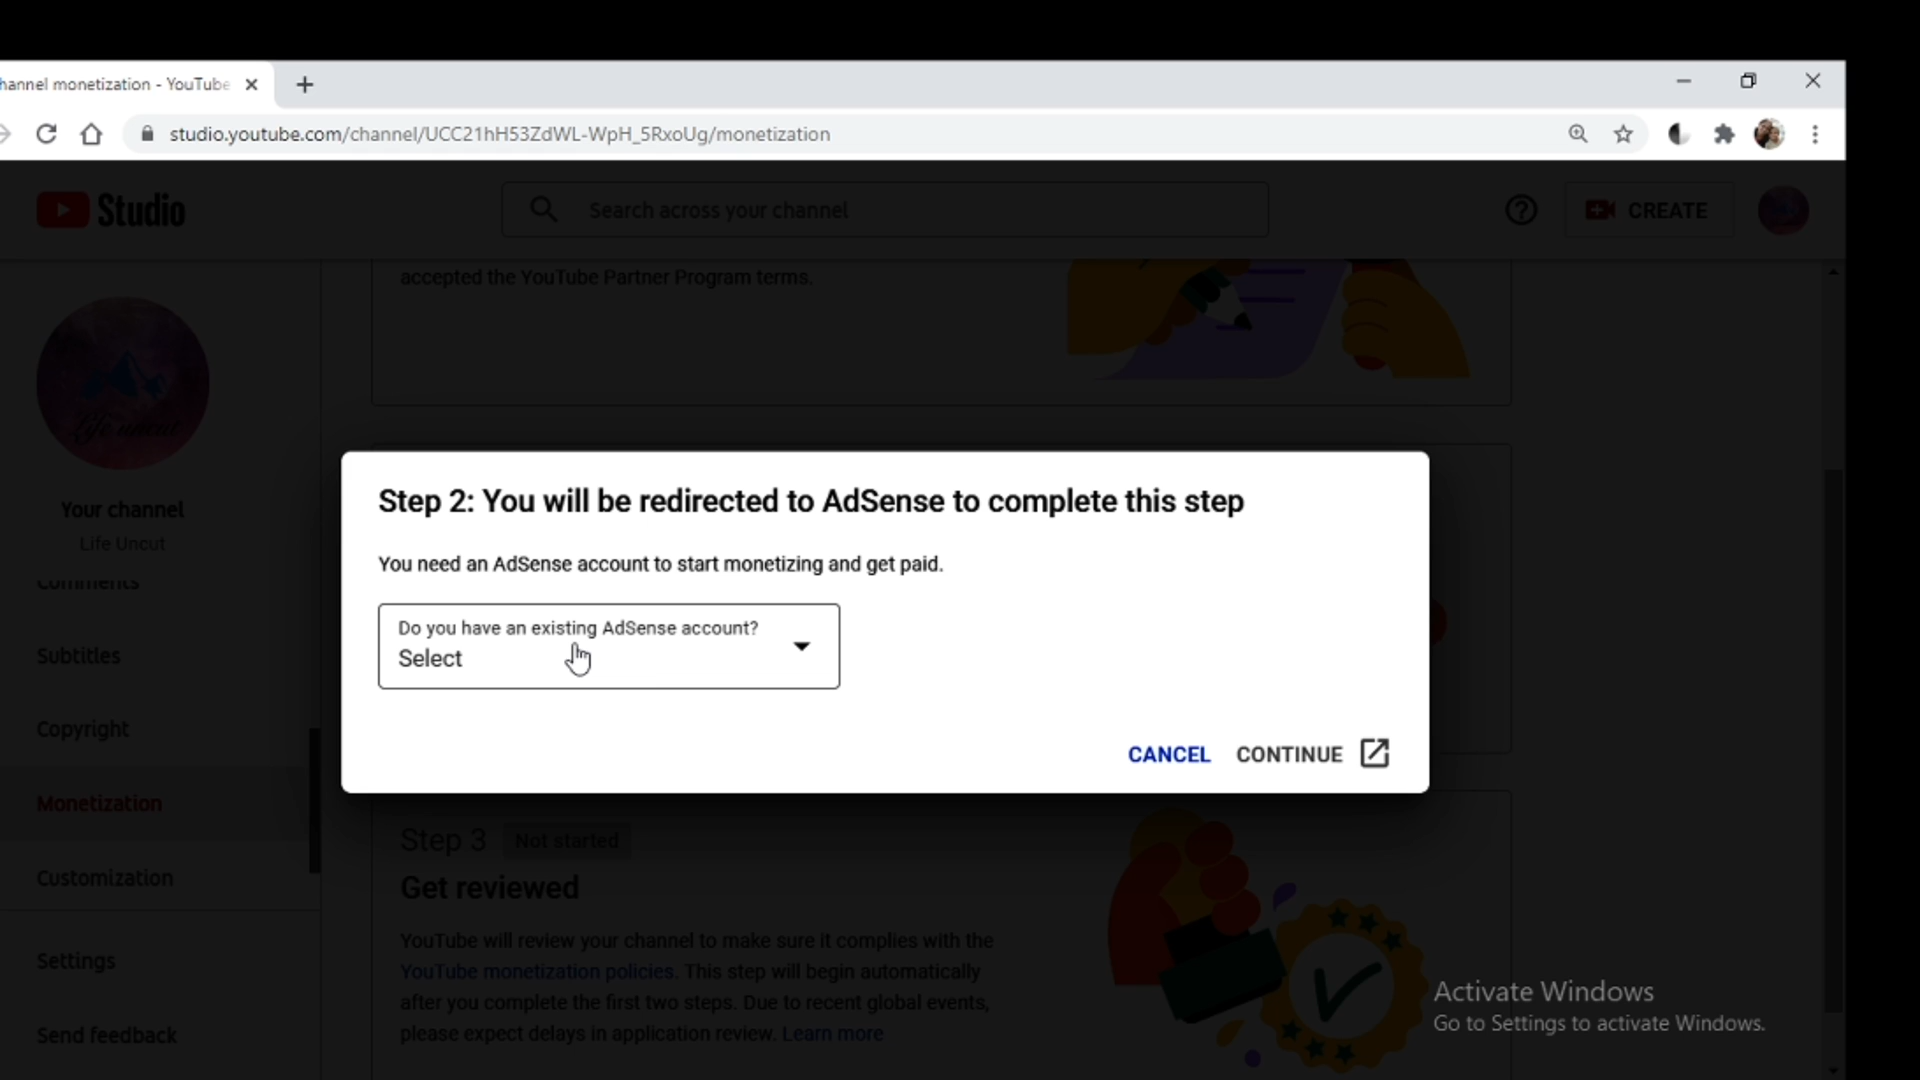 hannel monetization - YouTube
studio.youtube.com/channel/UCC21hH53ZdWL-WpH_5RxoUg/monetization
Studio
Search across your channel
CREATE
accepted the YouTube Partner Program terms.
Life uncut
Your channel
Life Uncut
Comments
Subtitles
Copyright
Monetization
Customization
Settings
Send feedback
Step 2: You will be redirected to AdSense to complete this step
You need an AdSense account to start monetizing and get paid.
Do you have an existing AdSense account?
Select
CANCEL CONTINUE
Step 3 Not started
Get reviewed
YouTube will review your channel to make sure it complies with the
YouTube monetization policies. This step will begin automatically
after you complete the first two steps. Due to recent global events,
please expect delays in application review. Learn more
Activate Windows
Go to Settings to activate Windows.